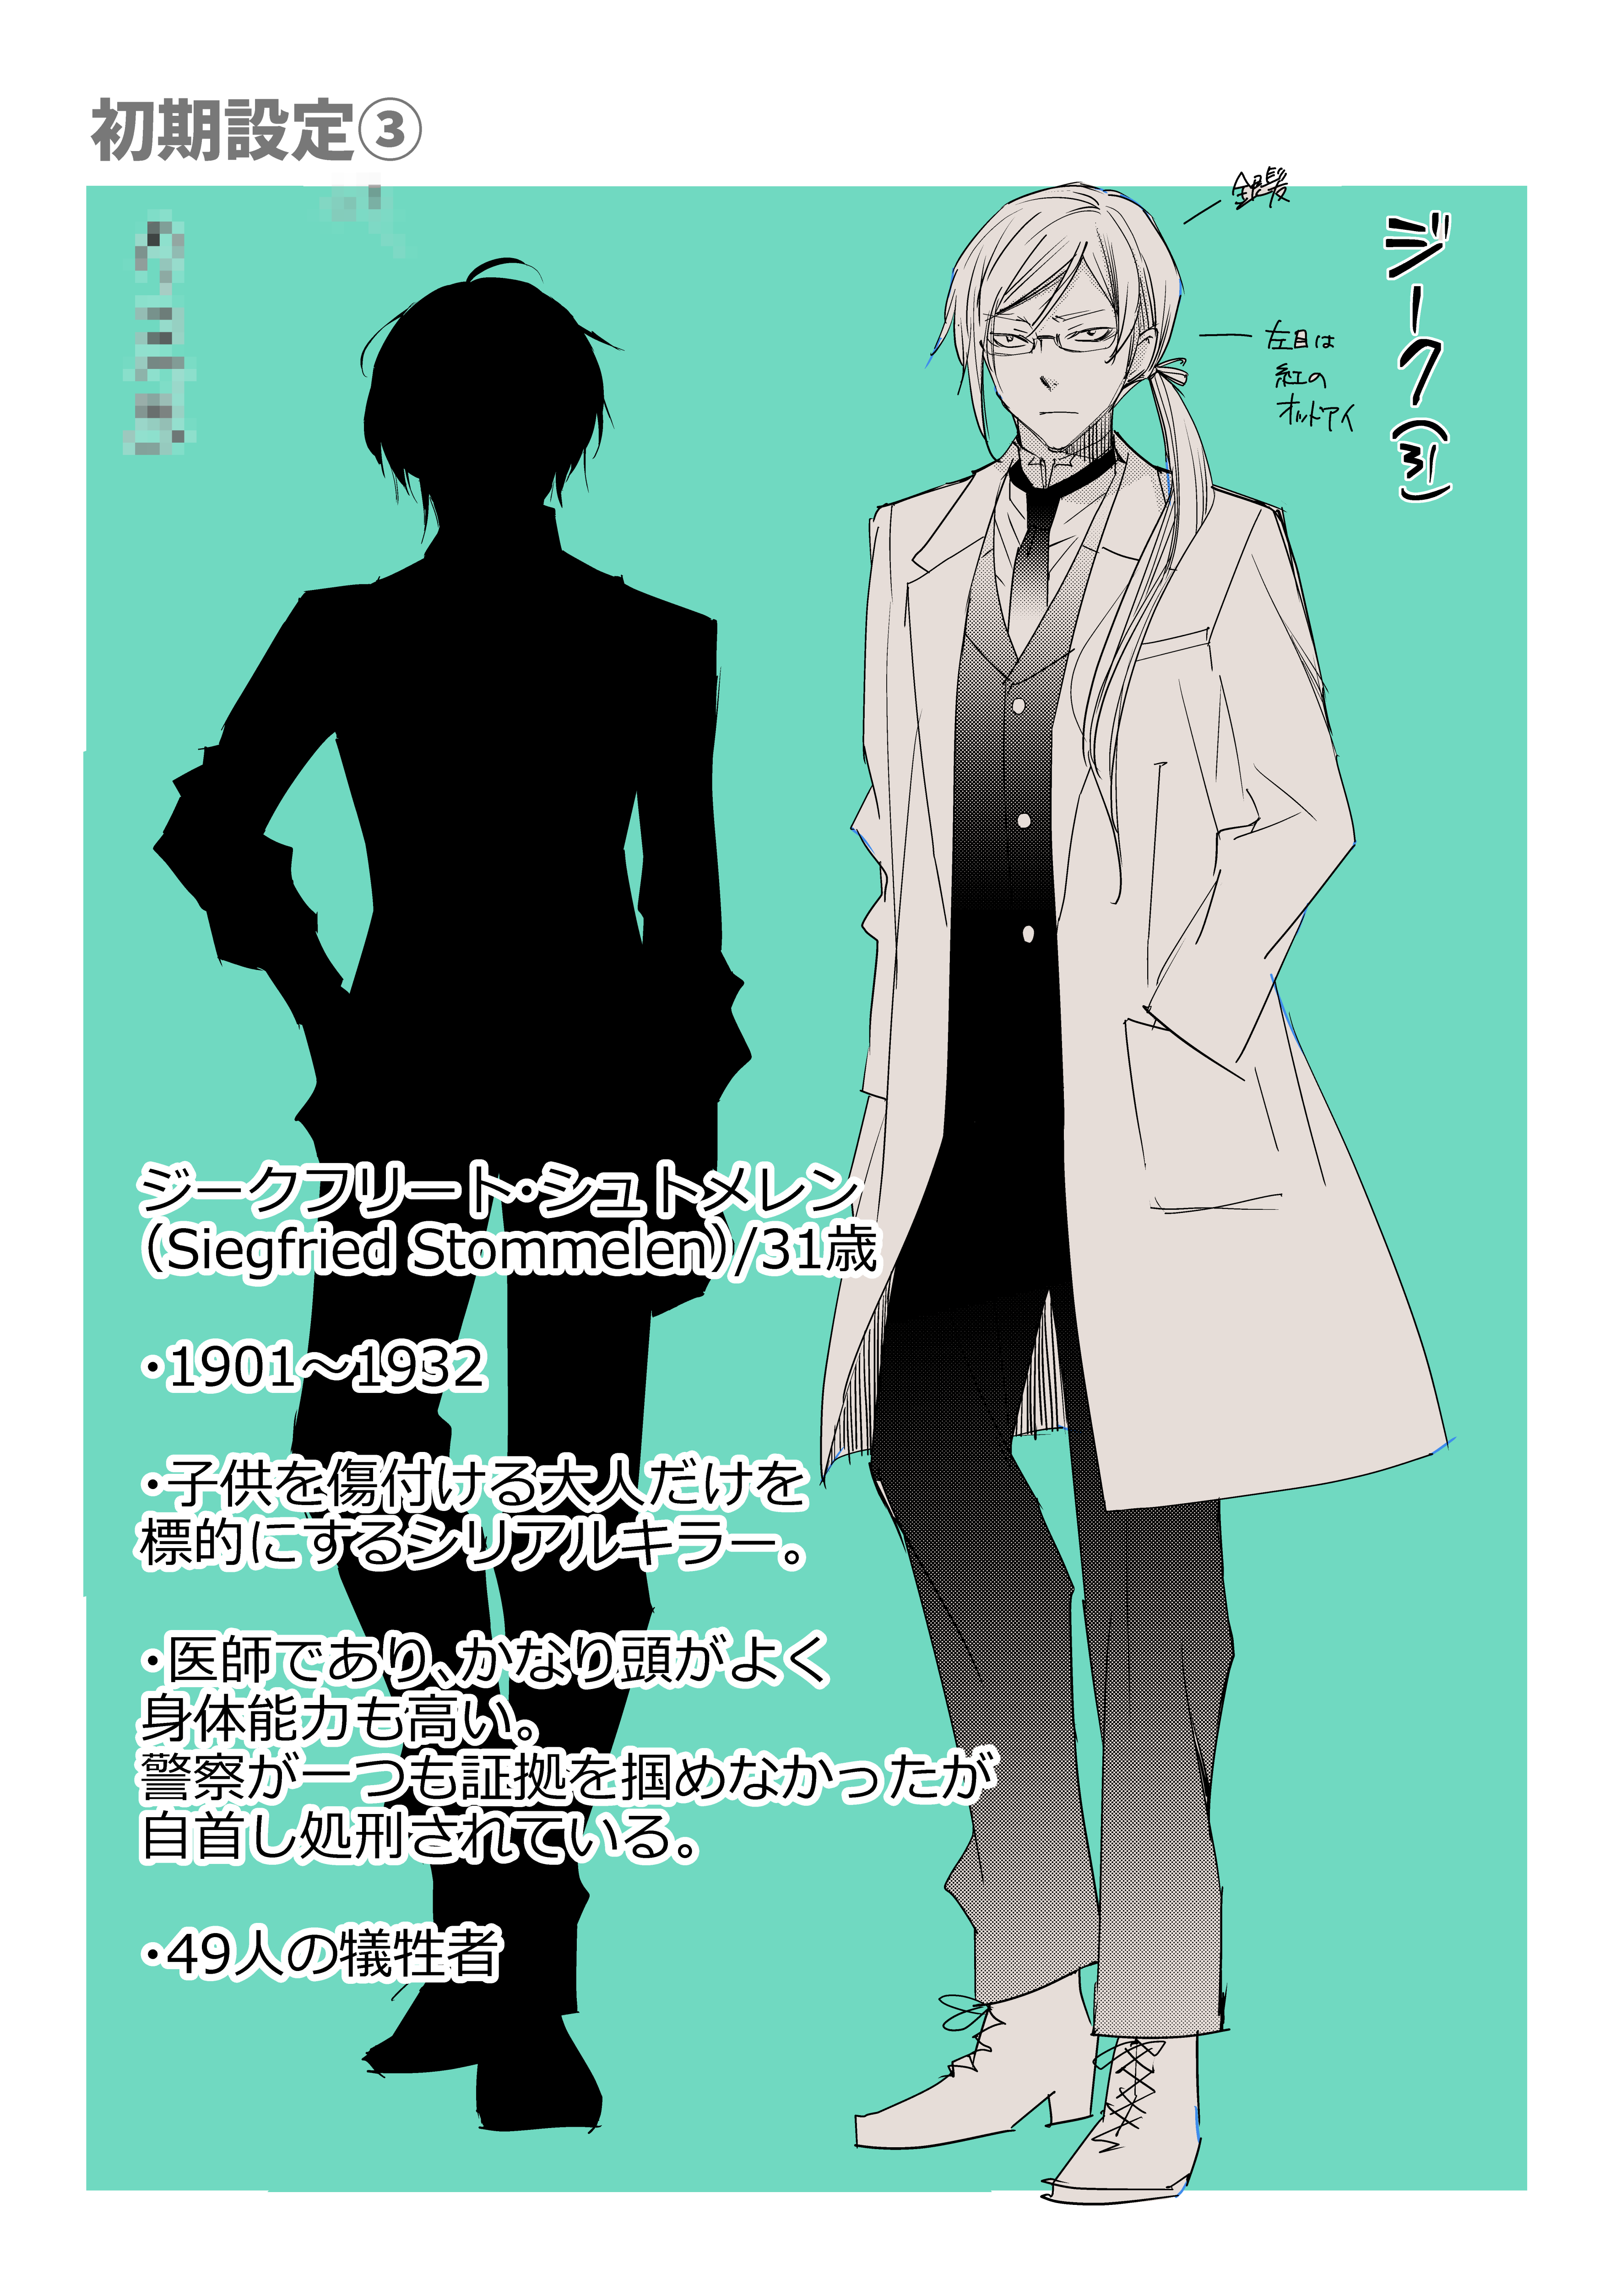 初期設定③
銀髪
左目は
紅の
オッドアイ
ジーク(31)
ジークフリート・シュトメレン
(Siegfried Stommelen)/31歳
・1901～1932
・子供を傷付ける大人だけを
標的にするシリアルキラー。
・医師であり、かなり頭がよく
身体能力も高い。
警察が一つも証拠を掴めなかったが
自首し処刑されている。
・49人の犠牲者